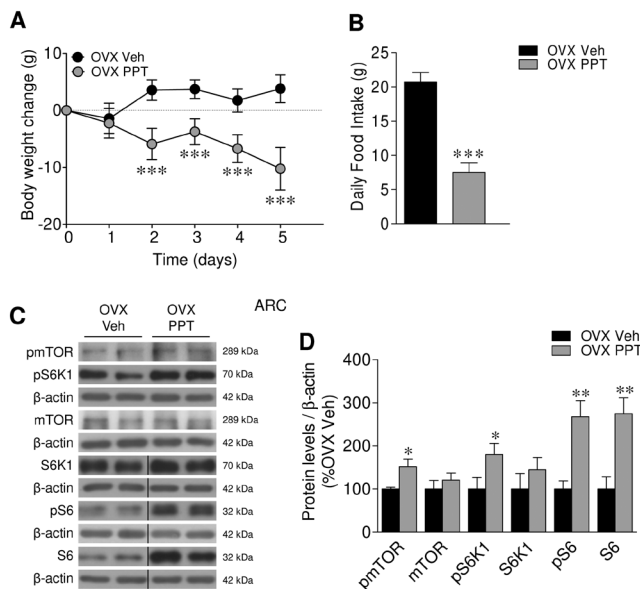 A
OVX Veh
OVX PPT
Body weight change (g)
10
0
-10
-20
0 1 2 3 4 5
Time (days)
*** *** *** ***
B
OVX Veh
OVX PPT
Daily Food Intake (g)
25
20
15
10
5
0
***
C
OVX Veh
OVX PPT
ARC
pmTOR 289 kDa
pS6K1 70 kDa
β-actin 42 kDa
mTOR 289 kDa
β-actin 42 kDa
S6K1 70 kDa
β-actin 42 kDa
pS6 32 kDa
β-actin 42 kDa
S6 32 kDa
β-actin 42 kDa
D
OVX Veh
OVX PPT
Protein levels / β-actin
(%OVX Veh)
400
300
200
100
0
* * ** **
pmTOR mTOR pS6K1 S6K1 pS6 S6